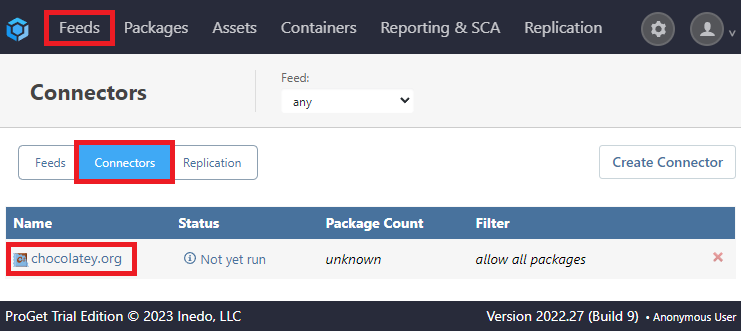 Feeds Packages Assets Containers Reporting & SCA Replication
Connectors
Feed:
any
Feeds Connectors Replication
Create Connector
Name Status Package Count Filter
chocolatey.org Not yet run unknown allow all packages
ProGet Trial Edition © 2023 Inedo, LLC Version 2022.27 (Build 9) • Anonymous User